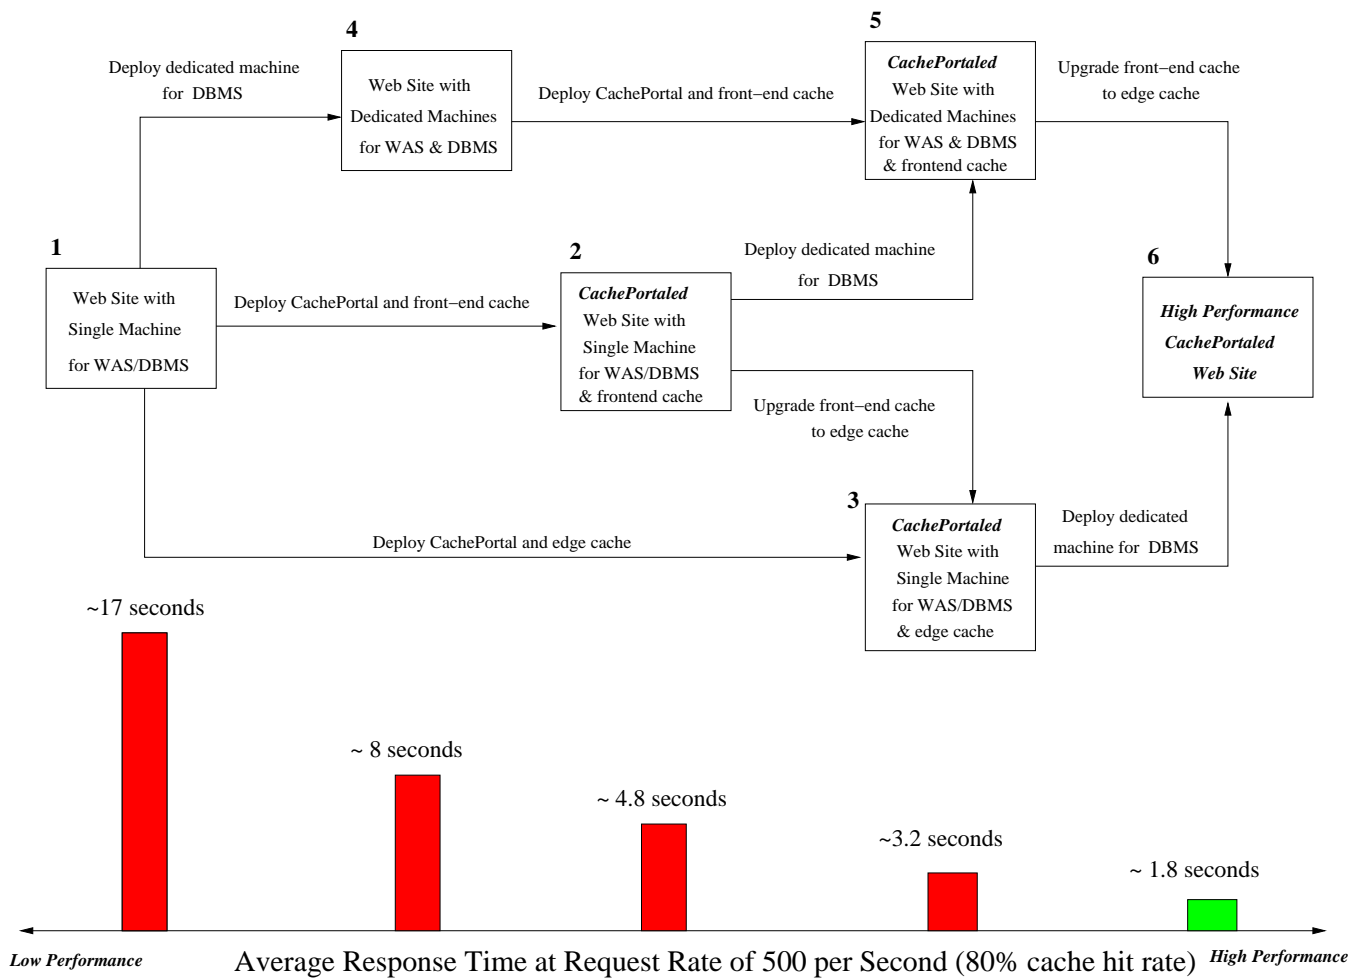 4
Web Site with
Dedicated Machines
for WAS & DBMS
Deploy dedicated machine
for DBMS
Deploy CachePortal and front-end cache
5
CachePortaled
Web Site with
Dedicated Machines
for WAS & DBMS
& frontend cache
Upgrade front-end cache
to edge cache
1
Web Site with
Single Machine
for WAS/DBMS
Deploy CachePortal and front-end cache
2
CachePortaled
Web Site with
Single Machine
for WAS/DBMS
& frontend cache
Deploy dedicated machine
for DBMS
Upgrade front-end cache
to edge cache
6
High Performance
CachePortaled
Web Site
Deploy CachePortal and edge cache
3
CachePortaled
Web Site with
Single Machine
for WAS/DBMS
& edge cache
Deploy dedicated
machine for DBMS
~17 seconds
~ 8 seconds
~ 4.8 seconds
~3.2 seconds
~ 1.8 seconds
Low Performance
Average Response Time at Request Rate of 500 per Second (80% cache hit rate)
High Performance